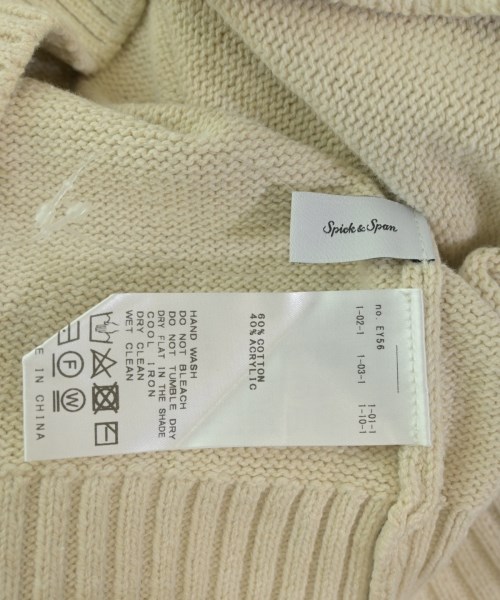 Spick & Span
no. EY56
1-02-1 1-03-1 1-01-1
1-10-1
60% COTTON
40% ACRYLIC
HAND WASH
DO NOT BLEACH
DO NOT TUMBLE DRY
DRY FLAT IN THE SHADE
COOL IRON
DRY CLEAN
WET CLEAN
F W
E IN CHINA